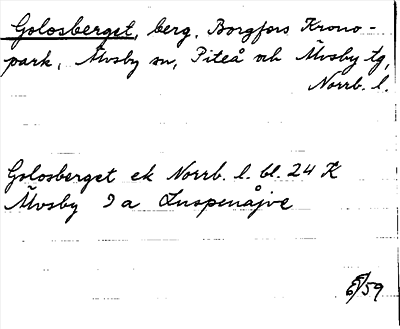 Golosberget, berg, Borgfors Krono-
park, Älvsby sn, Piteå och Älvsby tg,
Norrb. l.
Golosberget ek Norrb. l. bl. 24 K
Älvsby 9 a
6/59